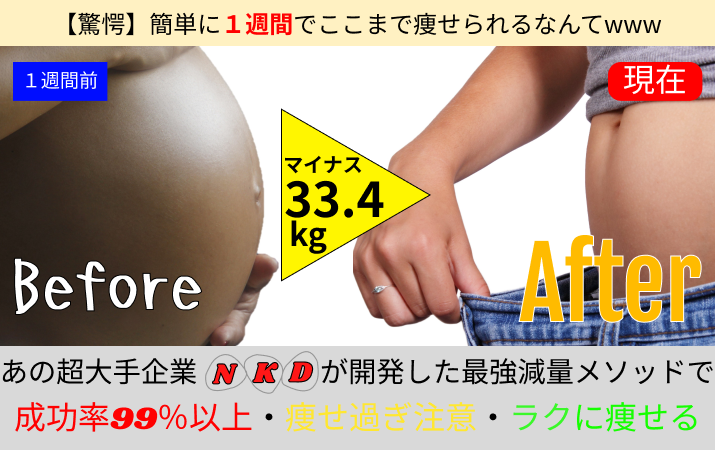 【驚愕】簡単に１週間でここまで痩せられるなんてwww
１週間前
現在
マイナス
33.4
kg
Before
After
あの超大手企業 NKD が開発した最強減量メソッドで
成功率99%以上・痩せ過ぎ注意・ラクに痩せる